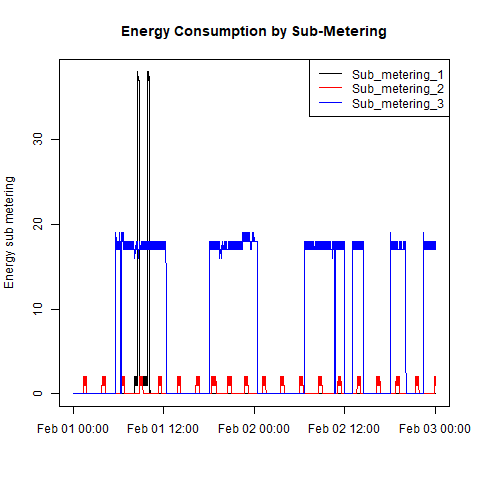 Energy Consumption by Sub-Metering
Sub_metering_1
Sub_metering_2
Sub_metering_3
Energy sub metering
30
20
10
0
Feb 01 00:00
Feb 01 12:00
Feb 02 00:00
Feb 02 12:00
Feb 03 00:00